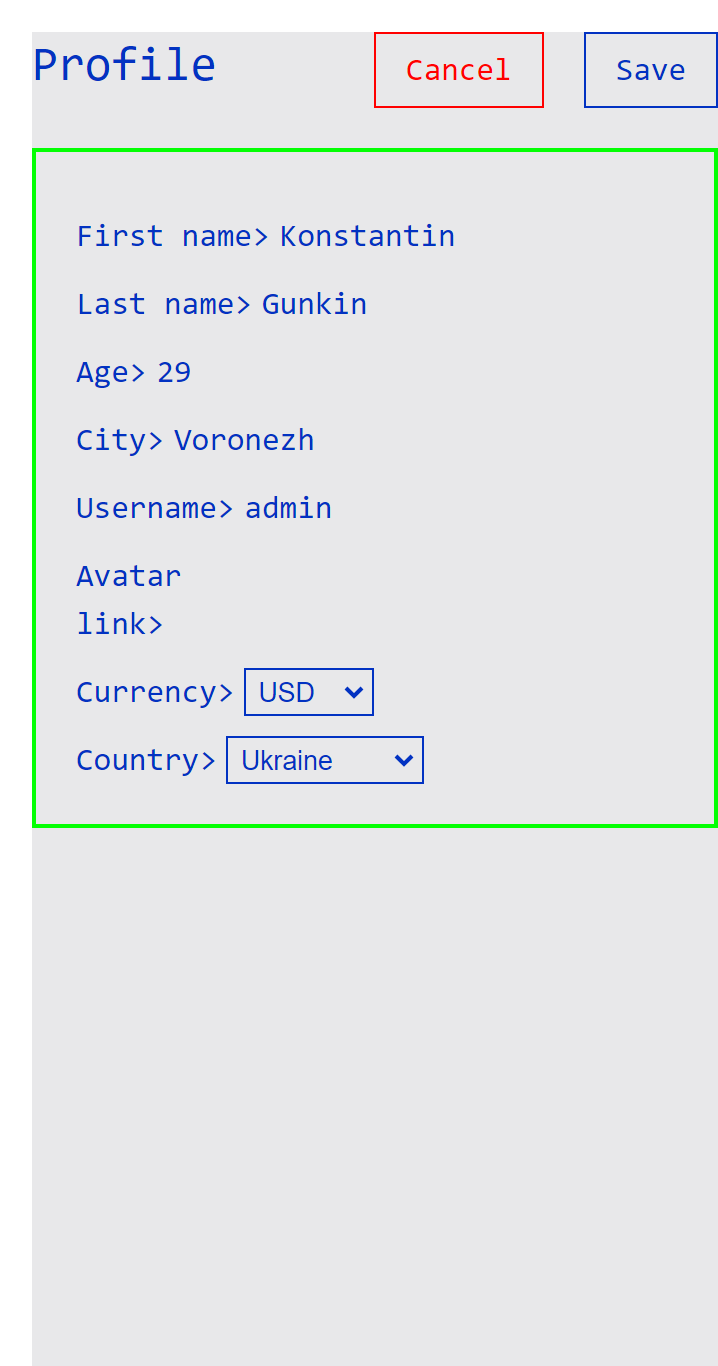 Profile Cancel Save
First name> Konstantin
Last name> Gunkin
Age> 29
City> Voronezh
Username> admin
Avatar
link>
Currency> USD
Country> Ukraine